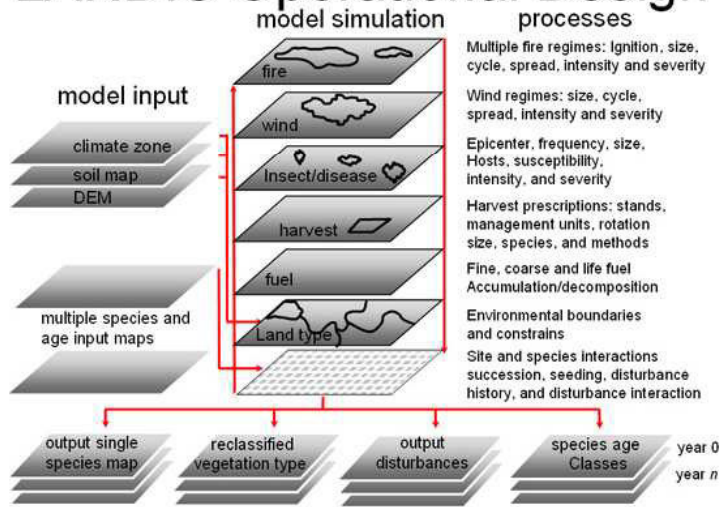 model simulation
processes
model input
fire
Multiple fire regimes: Ignition, size,
cycle, spread, intensity and severity
wind
Wind regimes: size, cycle,
spread, intensity and severity
climate zone
soil map
DEM
Insect/disease
Epicenter, frequency, size,
Hosts, susceptibility,
intensity, and severity
harvest
Harvest prescriptions: stands,
management units, rotation
size, species, and methods
fuel
Fine, coarse and life fuel
Accumulation/decomposition
multiple species and
age input maps
Land type
Environmental boundaries
and constrains
Site and species interactions
succession, seeding, disturbance
history, and disturbance interaction
output single
species map
reclassified
vegetation type
output
disturbances
species age
Classes
year 0
year n